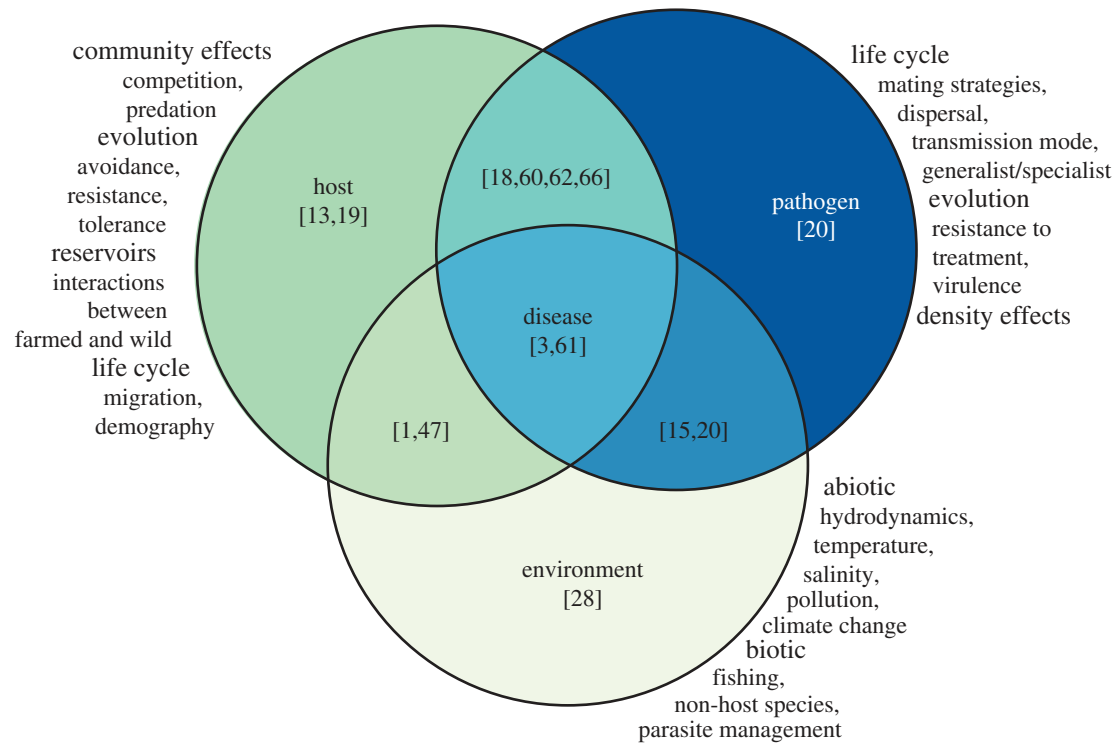 community effects
competition,
predation
evolution
avoidance,
resistance,
tolerance
reservoirs
interactions
between
farmed and wild
life cycle
migration,
demography
host
[13,19]
[18,60,62,66]
pathogen
[20]
life cycle
mating strategies,
dispersal,
transmission mode,
generalist/specialist
evolution
resistance to
treatment,
virulence
density effects
disease
[3,61]
[1,47]
[15,20]
environment
[28]
abiotic
hydrodynamics,
temperature,
salinity,
pollution,
climate change
biotic
fishing,
non-host species,
parasite management